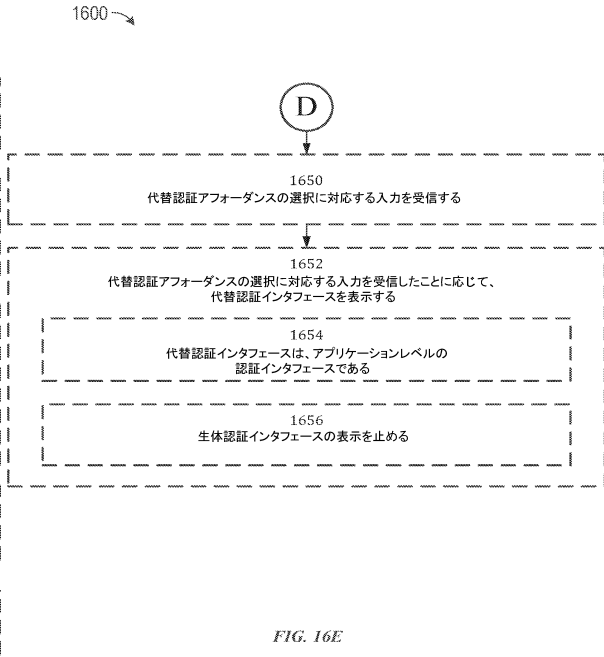 1600
D
1650
代替認証アフォーダンスの選択に対応する入力を受信する
1652
代替認証アフォーダンスの選択に対応する入力を受信したことに応じて、
代替認証インタフェースを表示する
1654
代替認証インタフェースは、アプリケーションレベルの
認証インタフェースである
1656
生体認証インタフェースの表示を止める
FIG. 16E